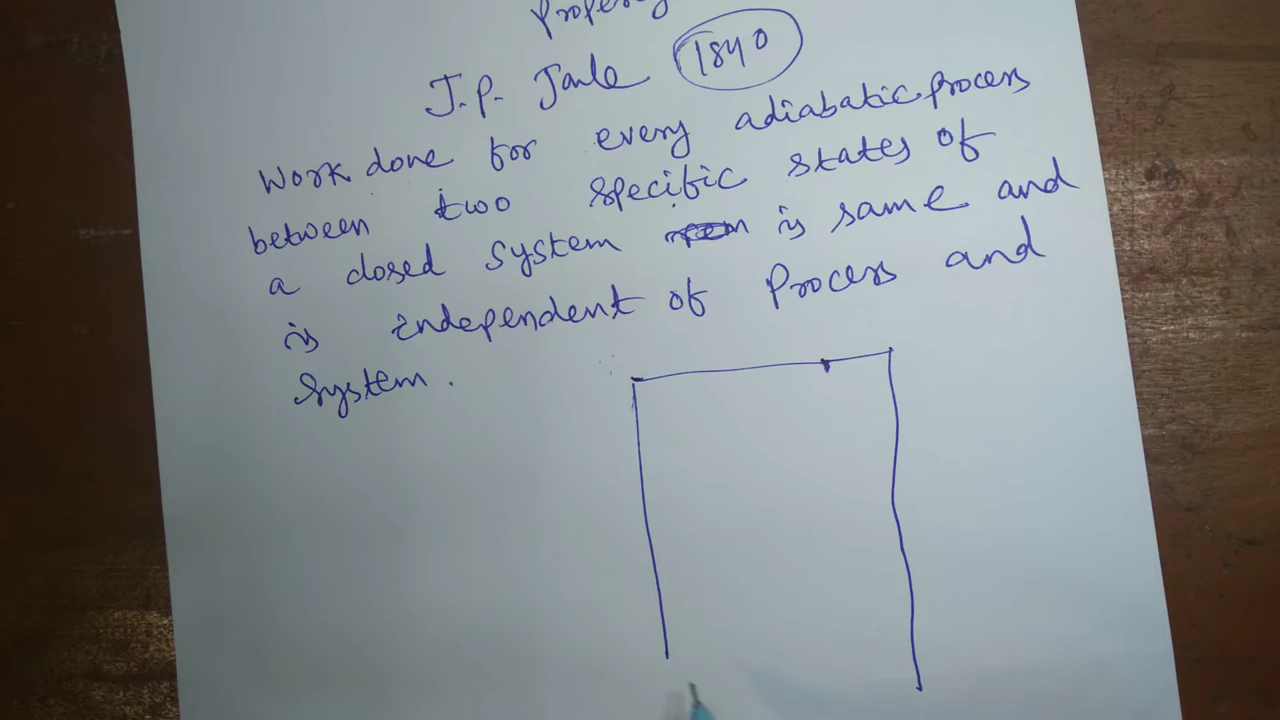 Property
J.P. Joule 1840
Work done for every adiabatic process
between two specific states of
a closed system is same and
is independent of Process and
System.